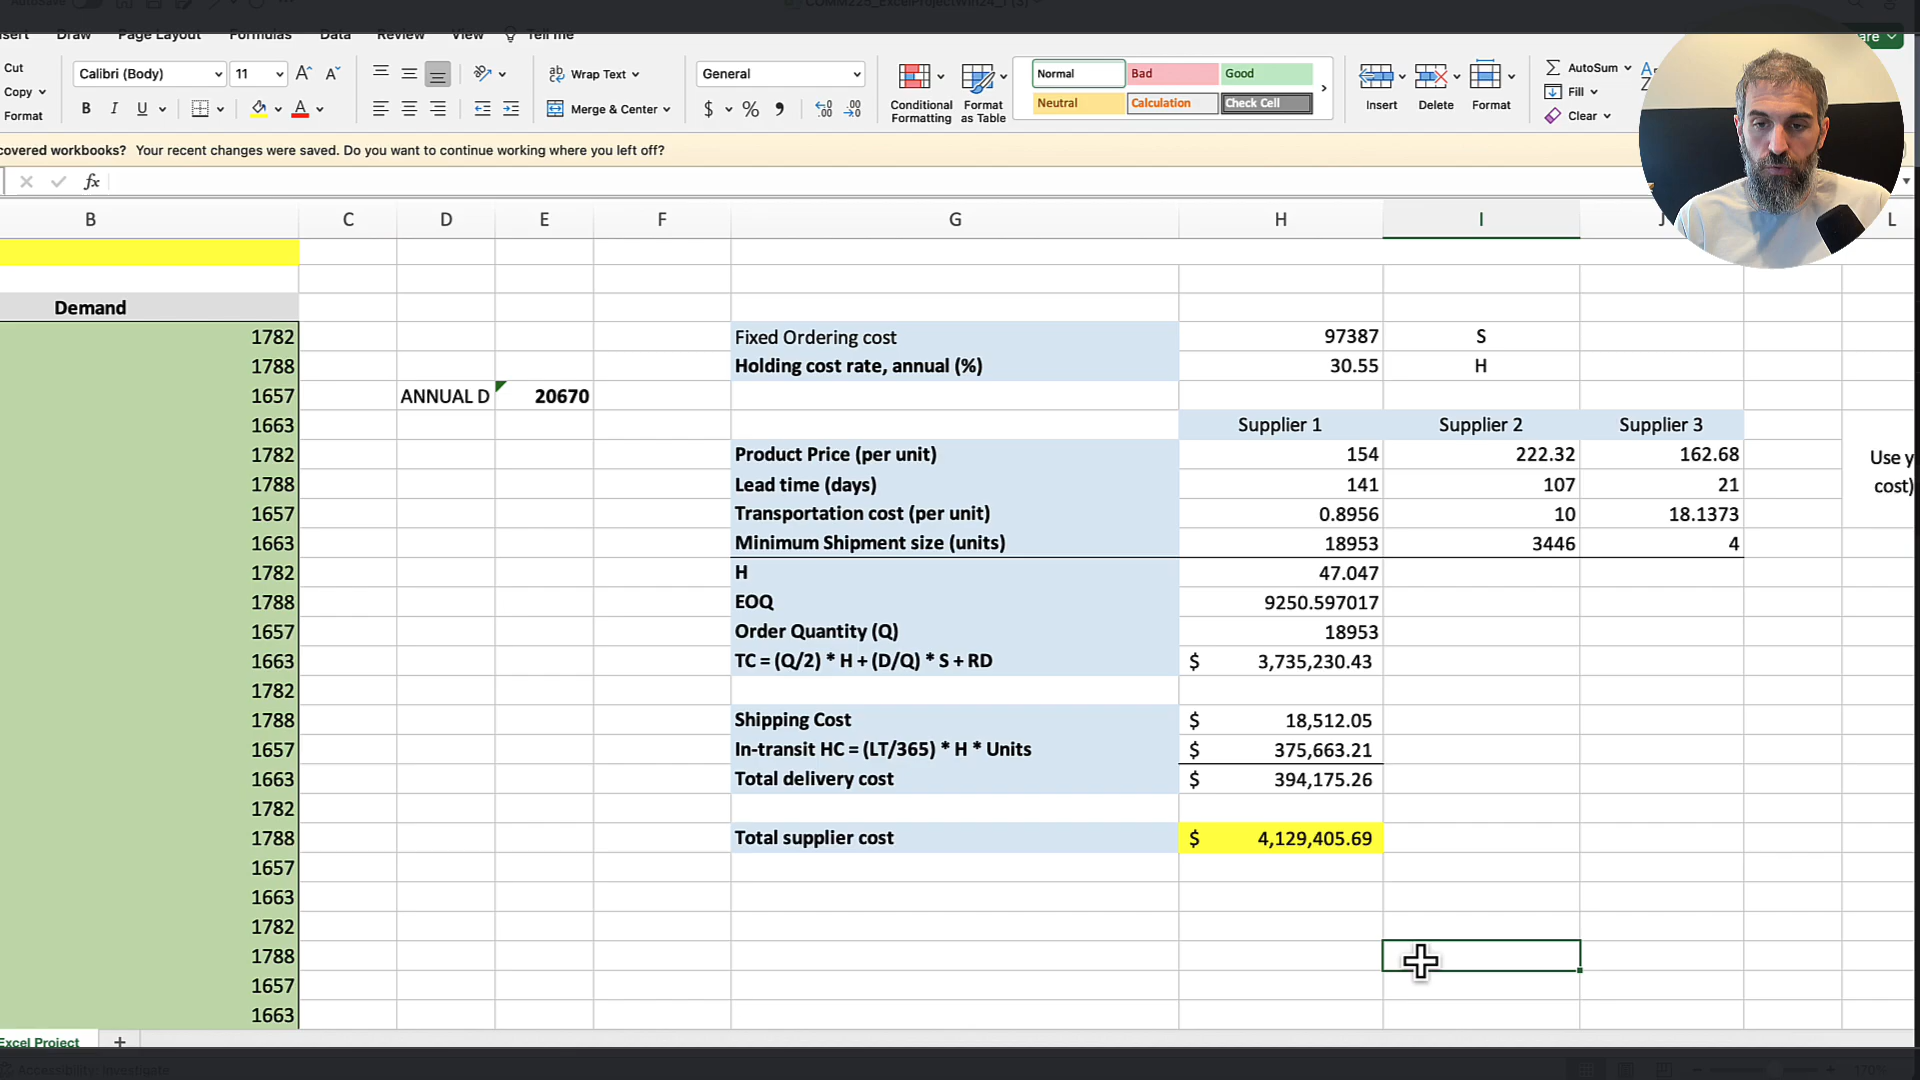 COMM225_ExcelProjectWin24_1 (3)
Draw Page Layout Formulas Data Review View Tell me
Cut
Copy
Format
Calibri (Body) 11
B I U
Wrap Text
Merge & Center
General
$ %
Conditional Formatting
Format as Table
Normal Bad Good
Neutral Calculation Check Cell
Insert Delete Format
AutoSum
Fill
Clear
covered workbooks? Your recent changes were saved. Do you want to continue working where you left off?
fx
B C D E F G H I J L
Demand
1782 Fixed Ordering cost 97387 S
1788 Holding cost rate, annual (%) 30.55 H
1657 ANNUAL D 20670
1663 Supplier 1 Supplier 2 Supplier 3
1782 Product Price (per unit) 154 222.32 162.68 Use y
1788 Lead time (days) 141 107 21 cost)
1657 Transportation cost (per unit) 0.8956 10 18.1373
1663 Minimum Shipment size (units) 18953 3446 4
1782 H 47.047
1788 EOQ 9250.597017
1657 Order Quantity (Q) 18953
1663 TC = (Q/2) * H + (D/Q) * S + RD $ 3,735,230.43
1782
1788 Shipping Cost $ 18,512.05
1657 In-transit HC = (LT/365) * H * Units $ 375,663.21
1663 Total delivery cost $ 394,175.26
1782
1788 Total supplier cost $ 4,129,405.69
1657
1663
1782
1788
1657
1663
Excel Project +
Accessibility: Investigate 170%